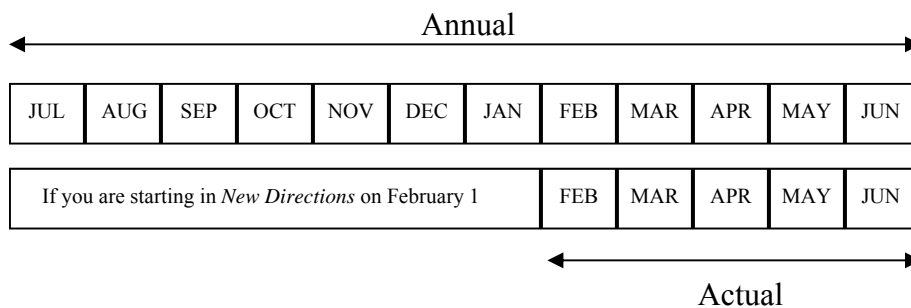 Annual
JUL AUG SEP OCT NOV DEC JAN FEB MAR APR MAY JUN
If you are starting in New Directions on February 1 FEB MAR APR MAY JUN
Actual